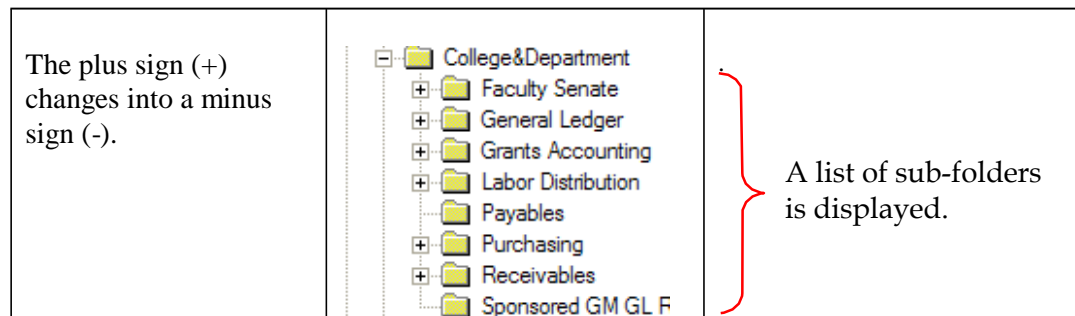 The plus sign (+)
changes into a minus
sign (-).
College&Department
Faculty Senate
General Ledger
Grants Accounting
Labor Distribution
Payables
Purchasing
Receivables
Sponsored GM GL R
.
A list of sub-folders
is displayed.